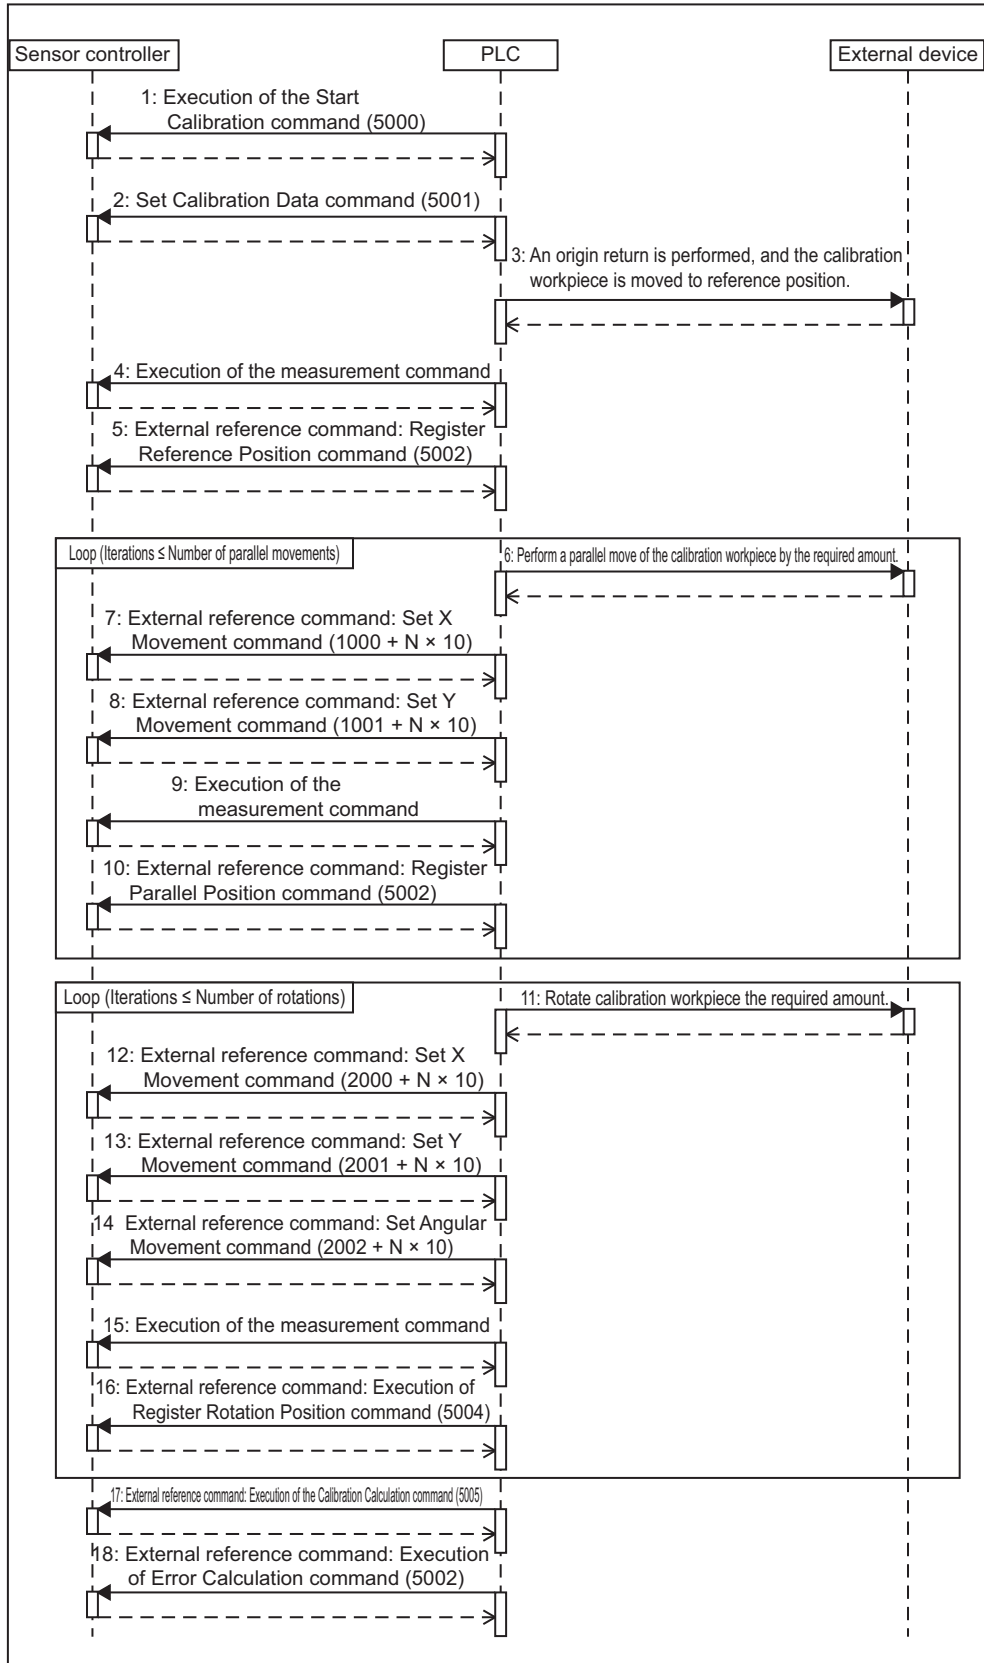 Sensor controller
PLC
External device
1: Execution of the Start
Calibration command (5000)
2: Set Calibration Data command (5001)
3: An origin return is performed, and the calibration
workpiece is moved to reference position.
4: Execution of the measurement command
5: External reference command: Register
Reference Position command (5002)
Loop (Iterations ≤ Number of parallel movements)
6: Perform a parallel move of the calibration workpiece by the required amount.
7: External reference command: Set X
Movement command (1000 + N × 10)
8: External reference command: Set Y
Movement command (1001 + N × 10)
9: Execution of the
measurement command
10: External reference command: Register
Parallel Position command (5002)
Loop (Iterations ≤ Number of rotations)
11: Rotate calibration workpiece the required amount.
12: External reference command: Set X
Movement command (2000 + N × 10)
13: External reference command: Set Y
Movement command (2001 + N × 10)
14 External reference command: Set Angular
Movement command (2002 + N × 10)
15: Execution of the measurement command
16: External reference command: Execution of
Register Rotation Position command (5004)
17: External reference command: Execution of the Calibration Calculation command (5005)
18: External reference command: Execution
of Error Calculation command (5002)